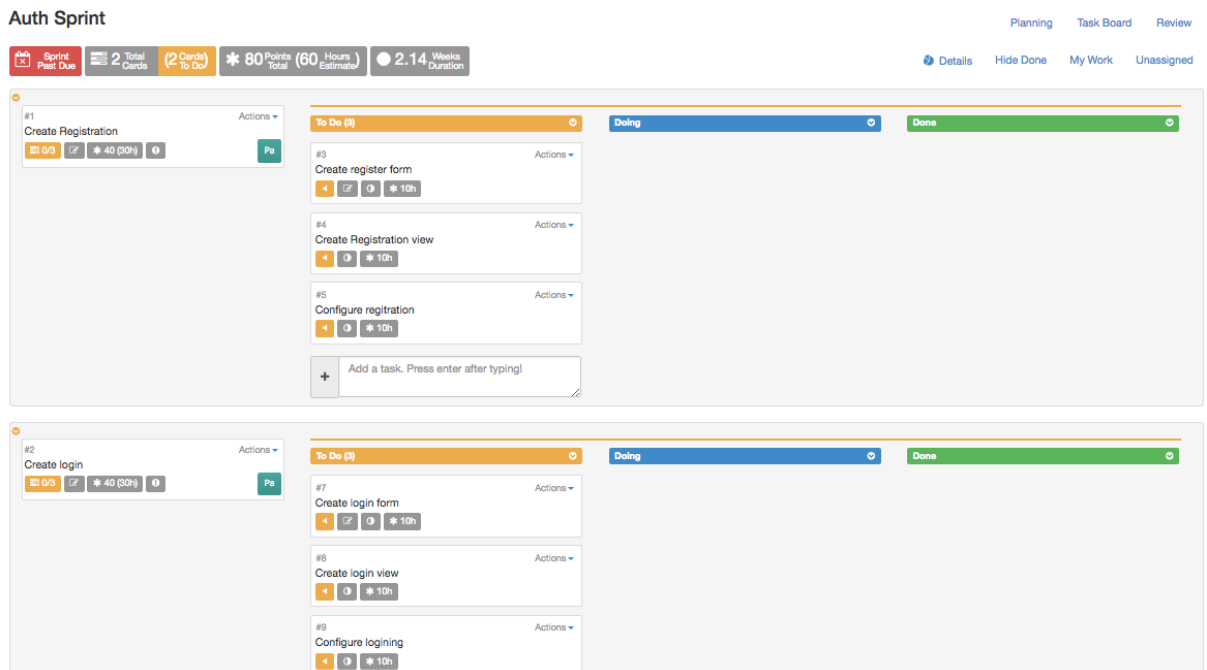 Auth Sprint
Planning Task Board Review
Sprint Past Due 2 Total Cards (2 Cards To Do) 80 Points Total (60 Hours Estimate) 2.14 Weeks Duration
Details Hide Done My Work Unassigned
#1 Actions
Create Registration
0/3 40 (30h)
Pa
To Do (3) Doing Done
#3 Actions
Create register form
10h
#4 Actions
Create Registration view
10h
#5 Actions
Configure regitration
10h
Add a task. Press enter after typing!
#2 Actions
Create login
0/3 40 (30h)
Pa
To Do (3) Doing Done
#7 Actions
Create login form
10h
#8 Actions
Create login view
10h
#9 Actions
Configure logining
10h